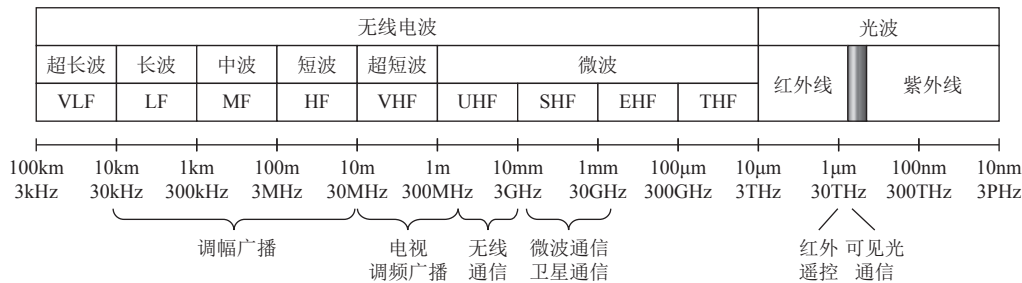 无线电波 光波
超长波 长波 中波 短波 超短波 微波 红外线 紫外线
VLF LF MF HF VHF UHF SHF EHF THF
100km 10km 1km 100m 10m 1m 10mm 1mm 100μm 10μm 1μm 100nm 10nm
3kHz 30kHz 300kHz 3MHz 30MHz 300MHz 3GHz 30GHz 300GHz 3THz 30THz 300THz 3PHz
调幅广播 电视 无线 微波通信 红外 可见光
调频广播 通信 卫星通信 遥控 通信